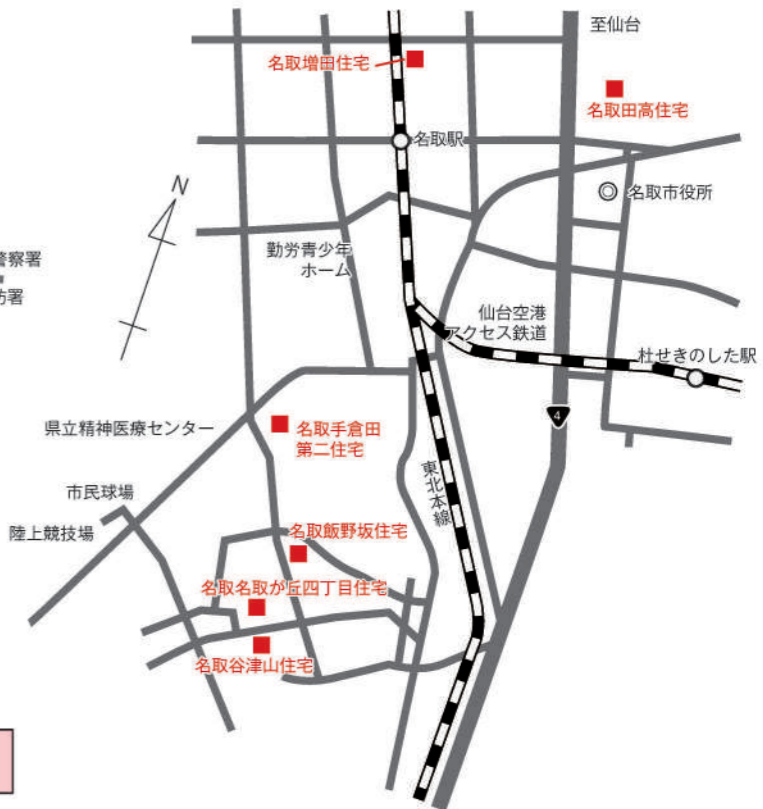 至仙台
名取増田住宅
名取田高住宅
名取駅
N
名取市役所
警察署
防署
勤労青少年
ホーム
仙台空港
アクセス鉄道
杜せきのした駅
4
県立精神医療センター
名取手倉田
第二住宅
東北本線
市民球場
陸上競技場
名取飯野坂住宅
名取名取が丘四丁目住宅
名取谷津山住宅